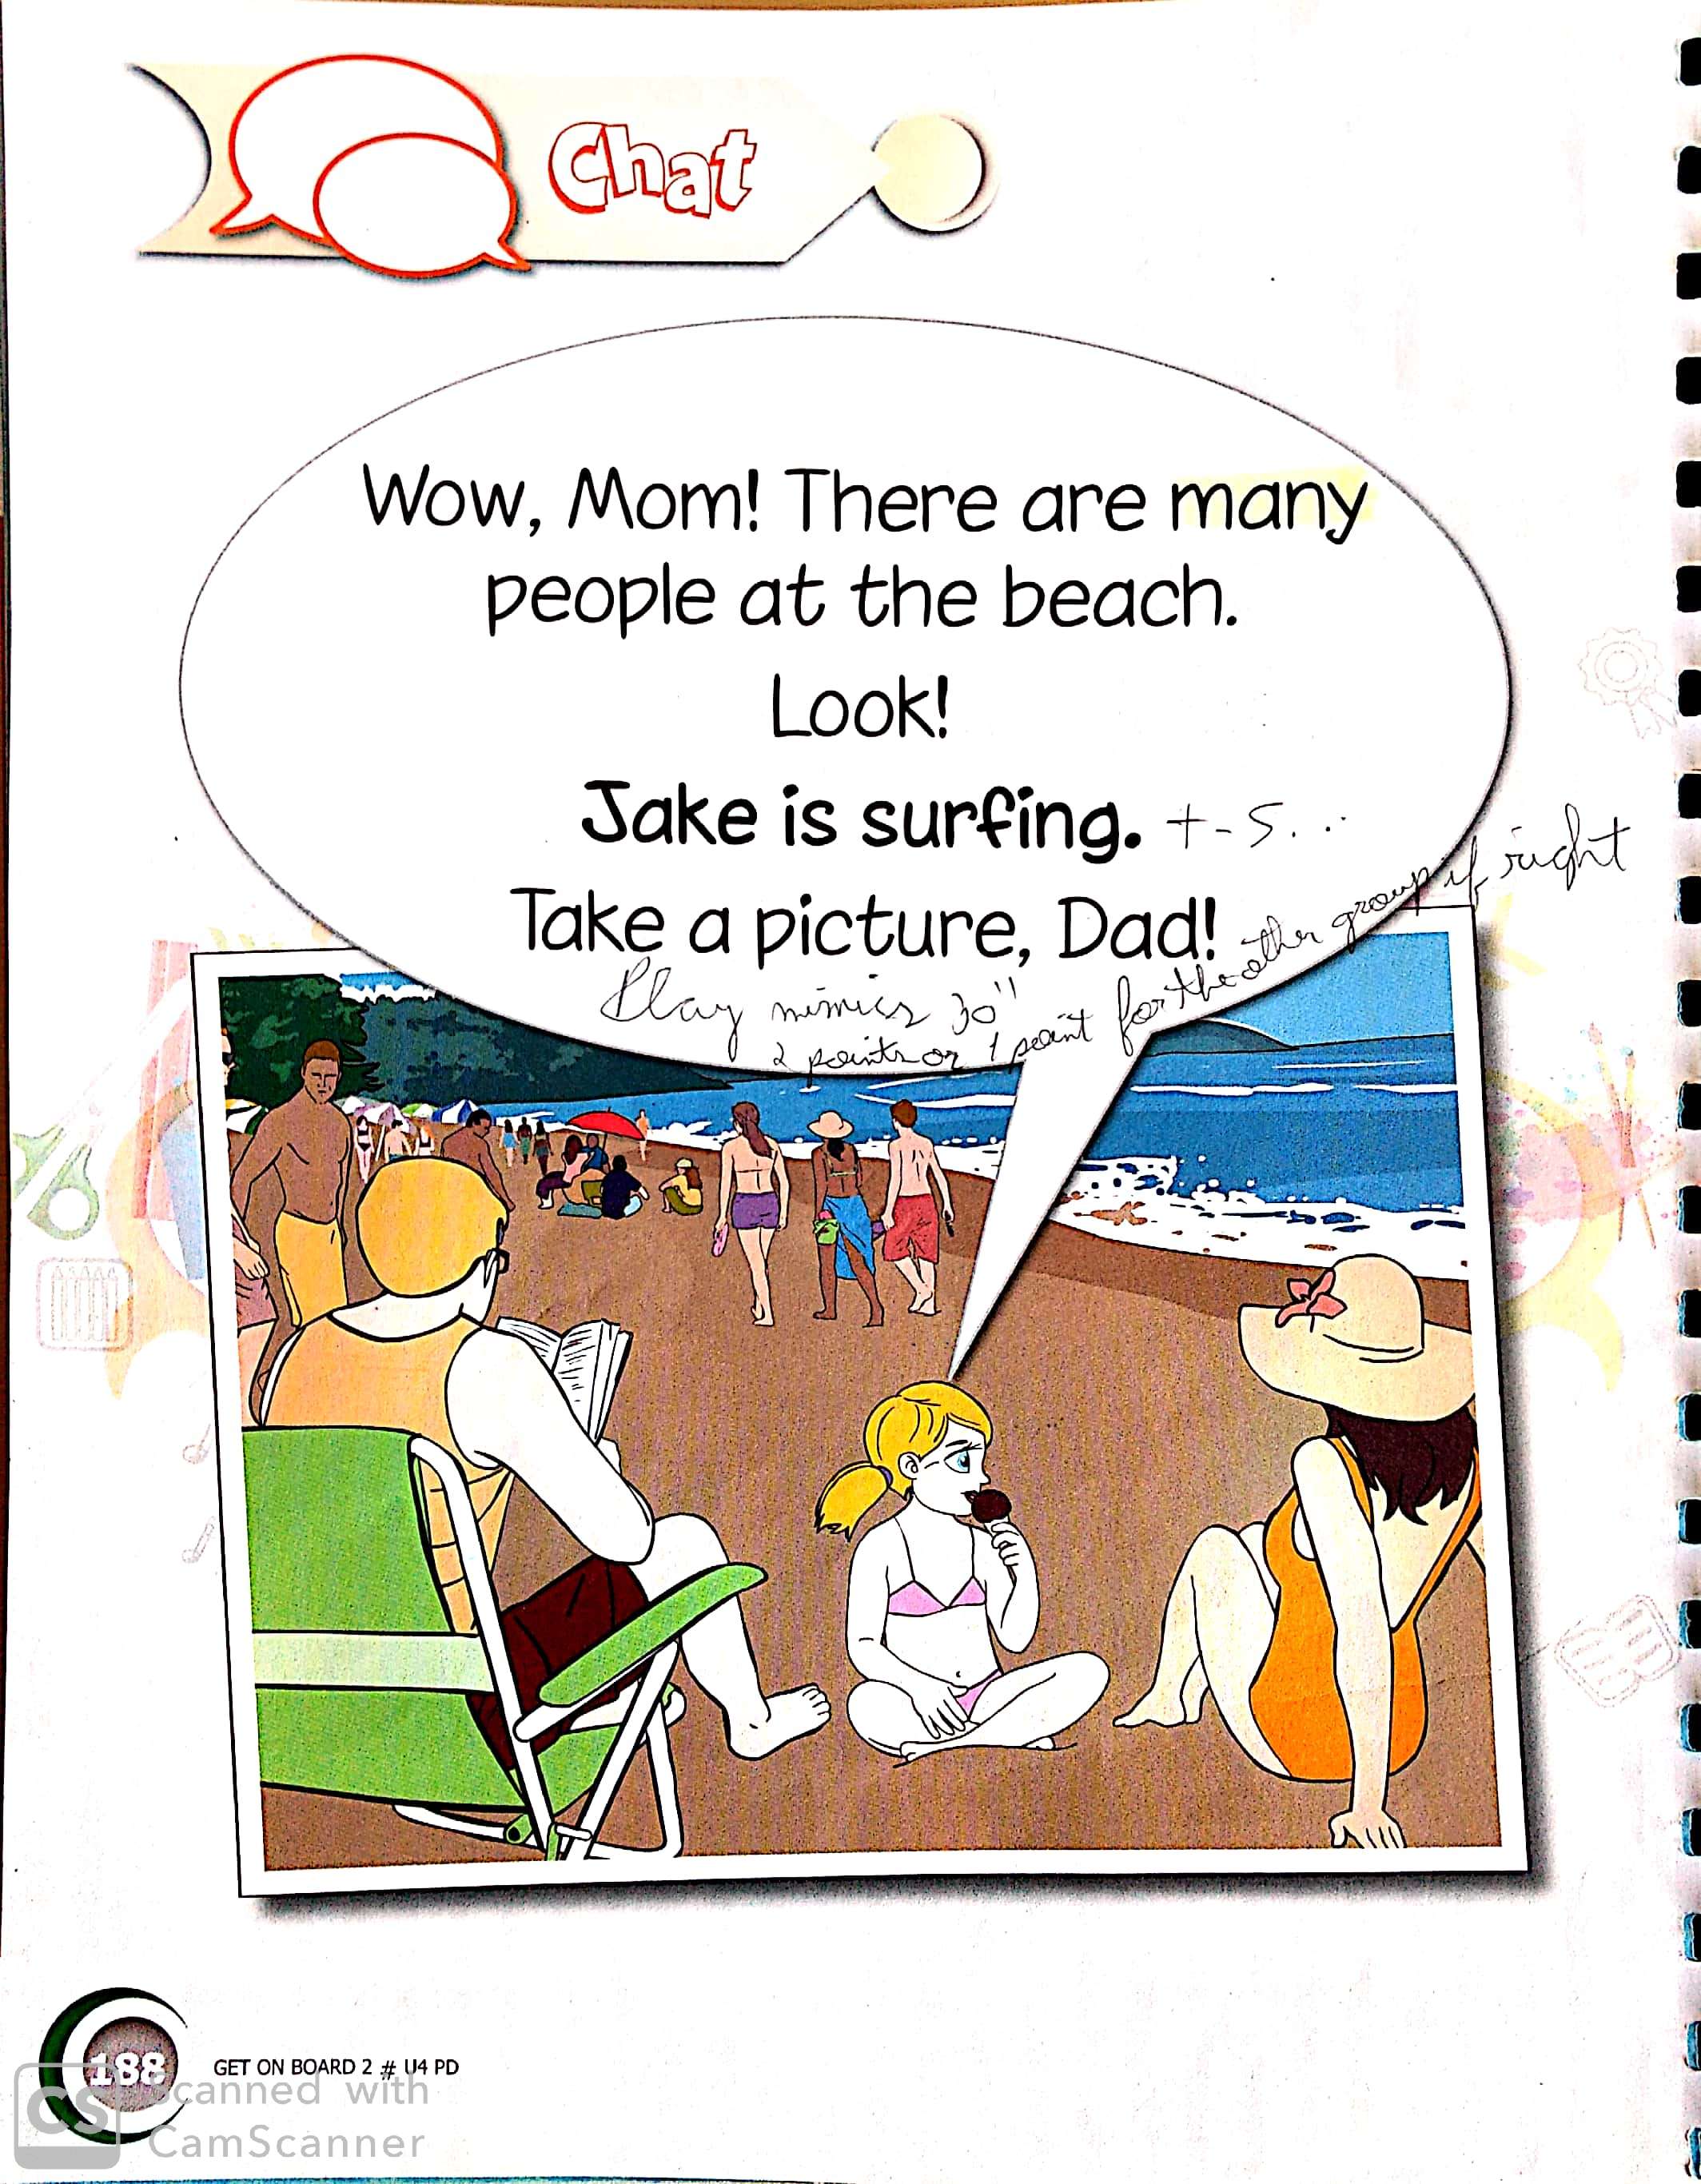 Chat
Wow, Mom! There are many
people at the beach.
Look!
Jake is surfing. + - S...
Take a picture, Dad!
Play mimics 30"
2 points or 1 point for the other group if right
188
GET ON BOARD 2 # U4 PD
CS Scanned with
CamScanner